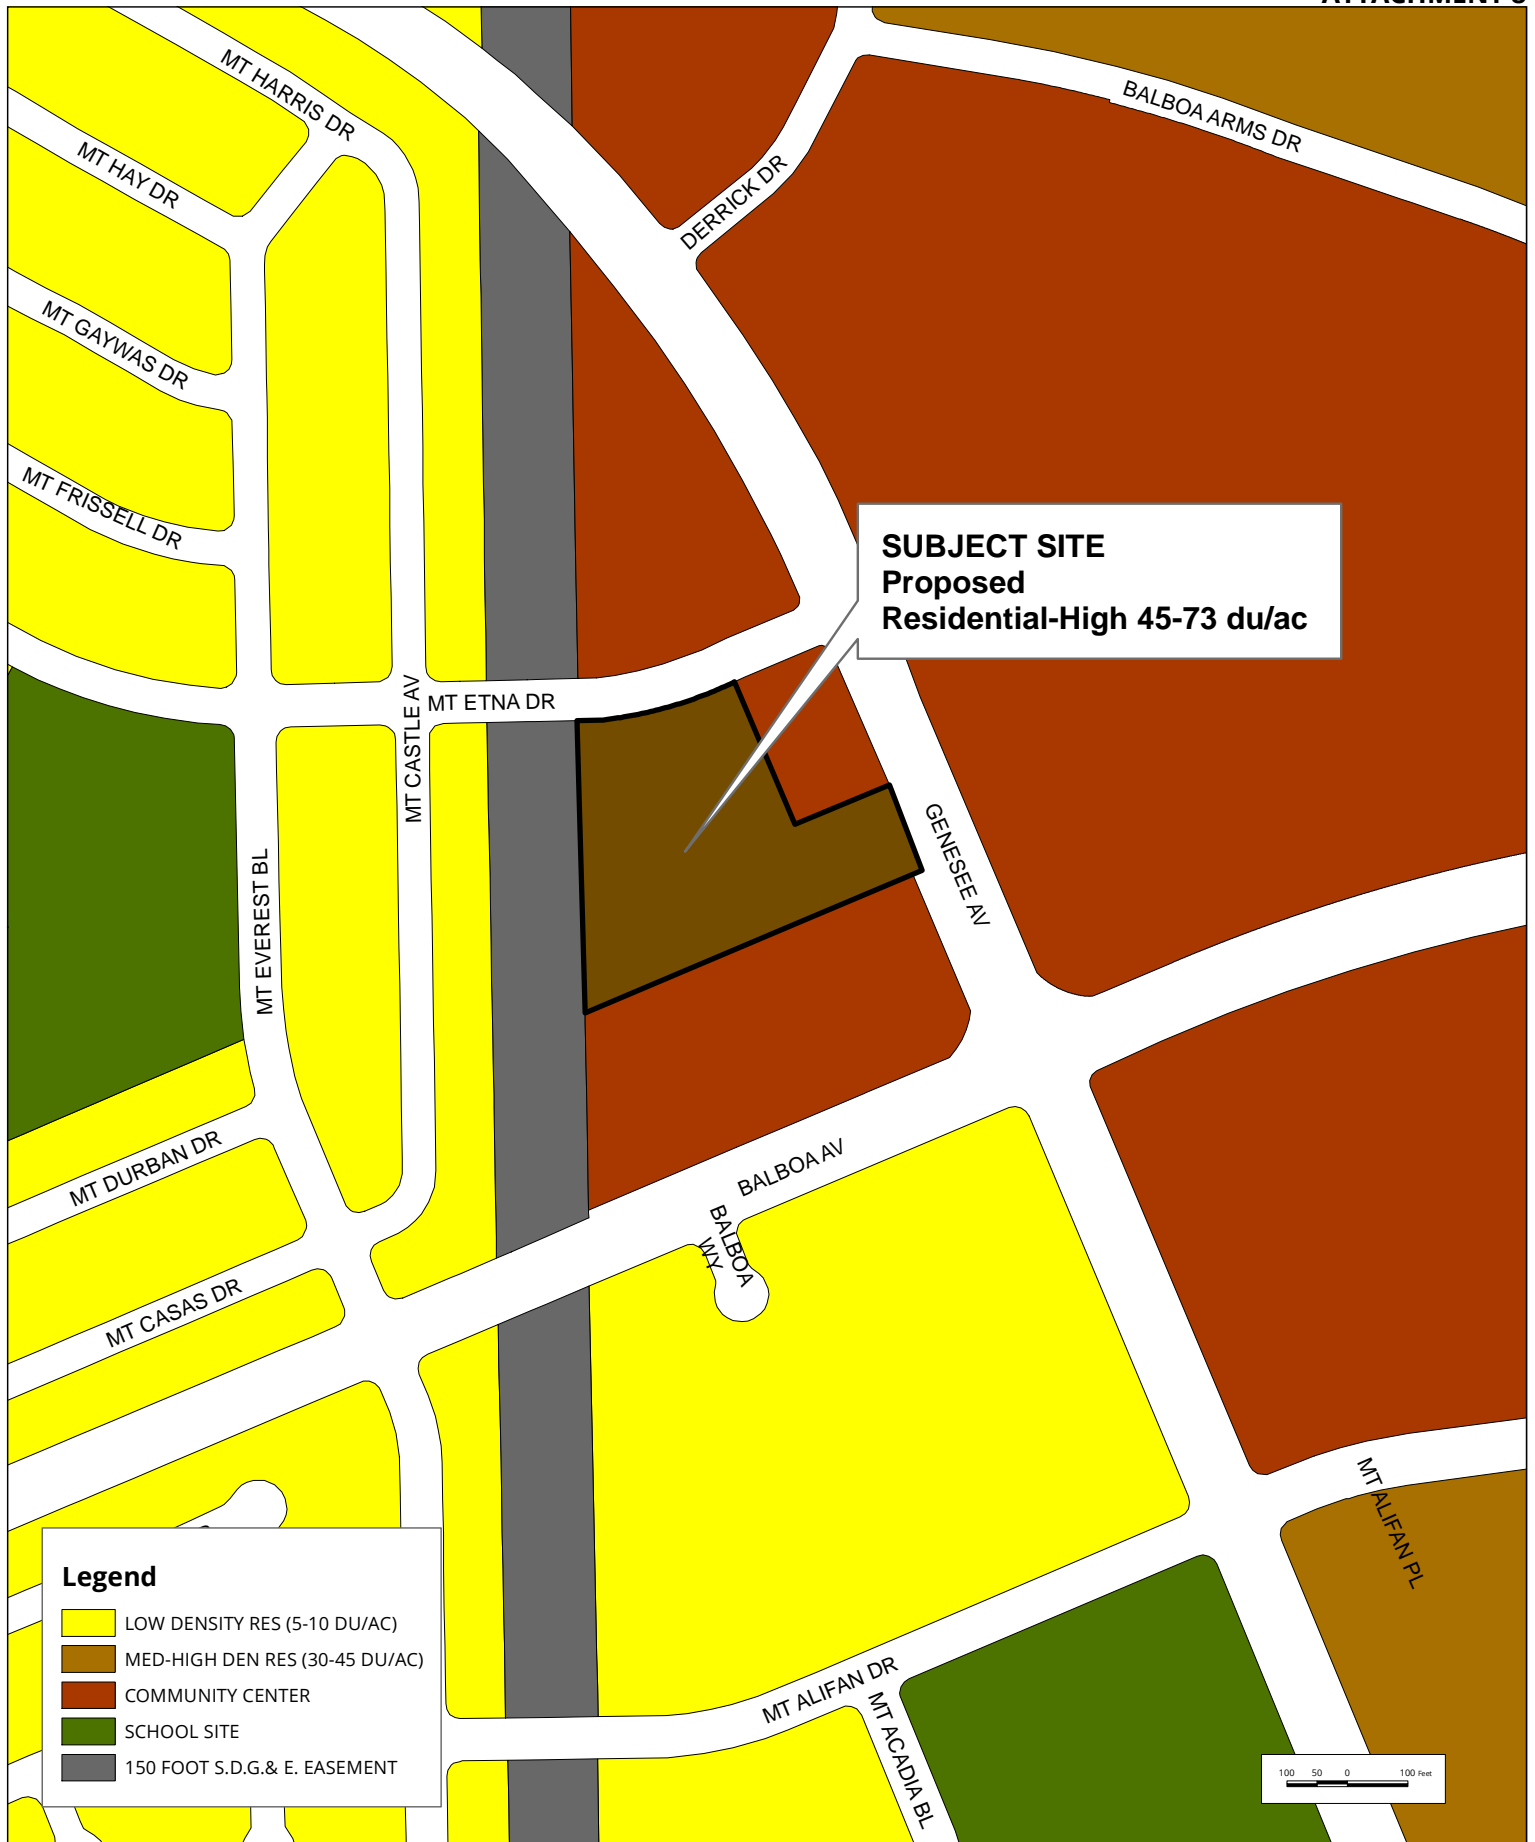 MT HARRIS DR
BALBOA ARMS DR
MT HAY DR
DERRICK DR
MT GAYWAS DR
MT FRISSELL DR
SUBJECT SITE
Proposed
Residential-High 45-73 du/ac
MT ETNA DR
MT CASTLE AV
GENESEE AV
MT EVEREST BL
MT DURBAN DR
BALBOA AV
BALBOA
WY
MT CASAS DR
MT ALIFAN PL
Legend
LOW DENSITY RES (5-10 DU/AC)
MED-HIGH DEN RES (30-45 DU/AC)
COMMUNITY CENTER
SCHOOL SITE
150 FOOT S.D.G.& E. EASEMENT
MT ALIFAN DR
MT ACADIA BL
100 50 0 100 Feet